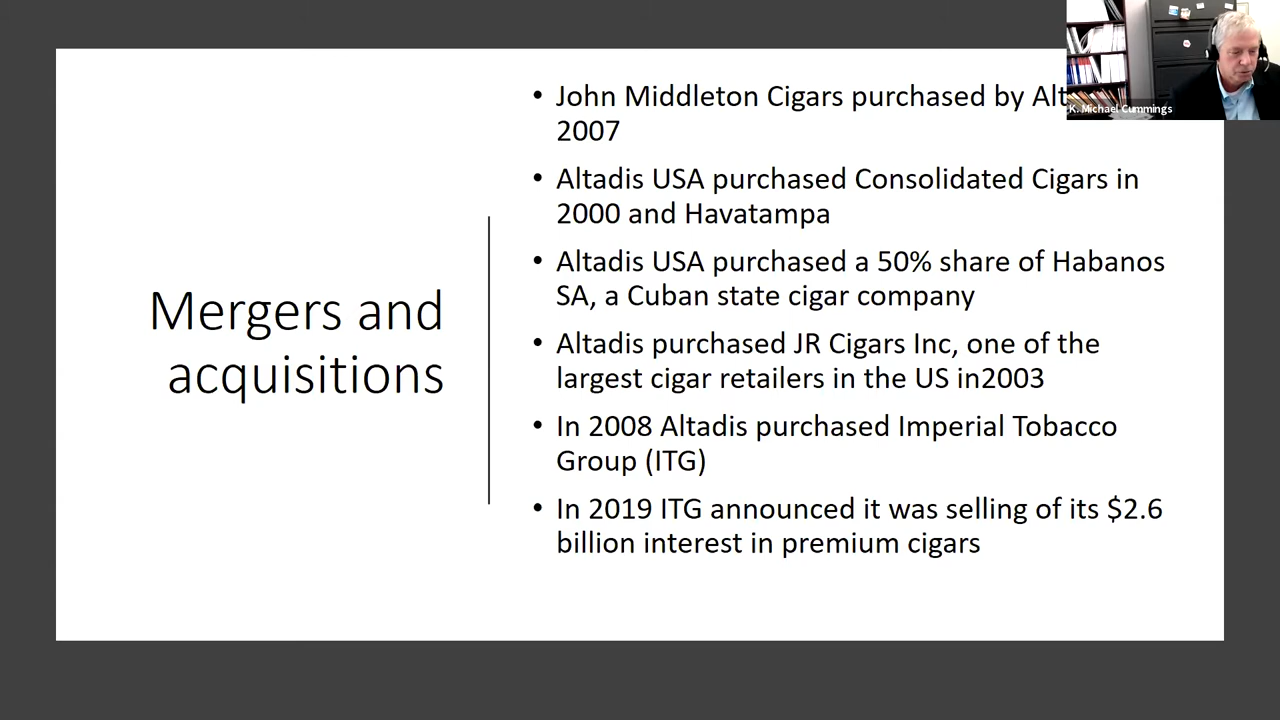 Mergers and
acquisitions
• John Middleton Cigars purchased by
2007
• Altadis USA purchased Consolidated Cigars in
2000 and Havatampa
• Altadis USA purchased a 50% share of Habanos
SA, a Cuban state cigar company
• Altadis purchased JR Cigars Inc, one of the
largest cigar retailers in the US in2003
• In 2008 Altadis purchased Imperial Tobacco
Group (ITG)
• In 2019 ITG announced it was selling of its $2.6
billion interest in premium cigars
K. Michael Cummings